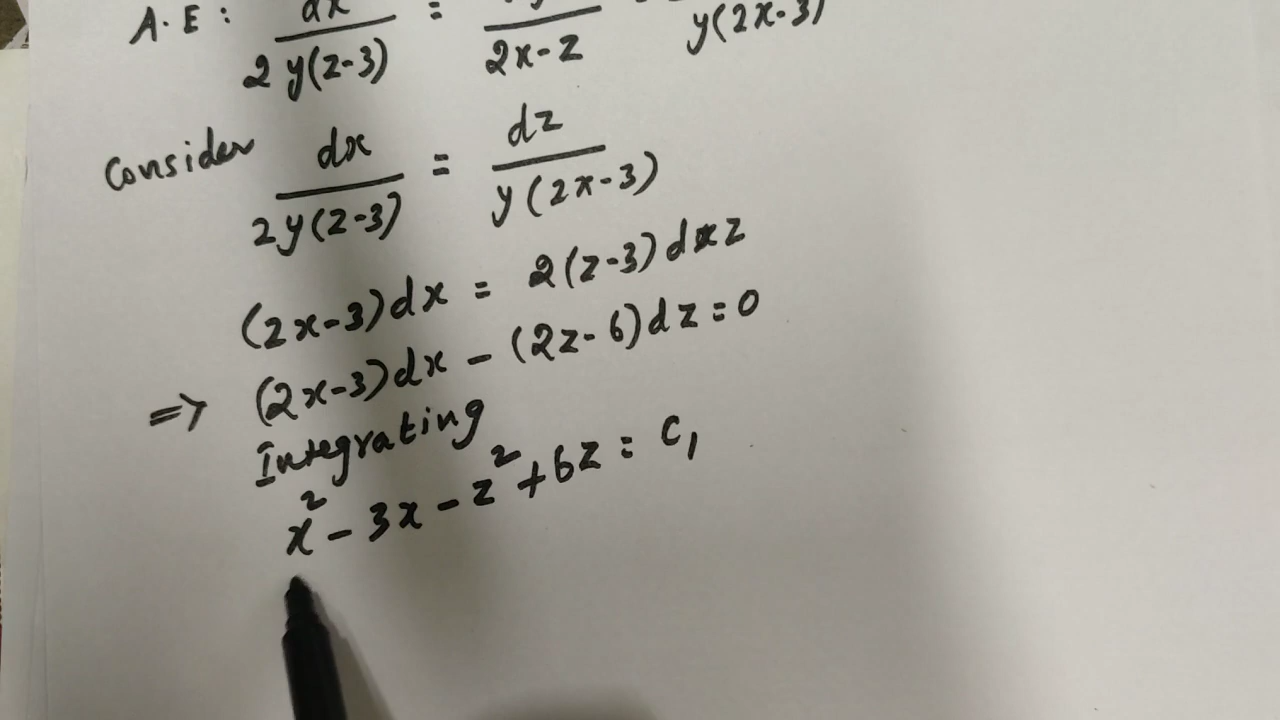 A.E: dx/2y(z-3) = /2x-z y(2x-3)
Consider dx/2y(z-3) = dz/y(2x-3)
(2x-3)dx = 2(z-3)dz
=> (2x-3)dx - (2z-6)dz = 0
Integrating
x² - 3x - z² + 6z = C₁